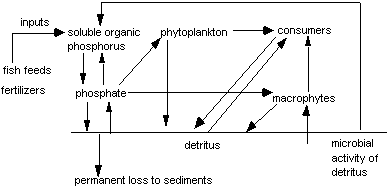 inputs
soluble organic
phosphorus
phytoplankton
consumers
fish feeds
fertilizers
phosphate
macrophytes
detritus
microbial
activity of
detritus
permanent loss to sediments